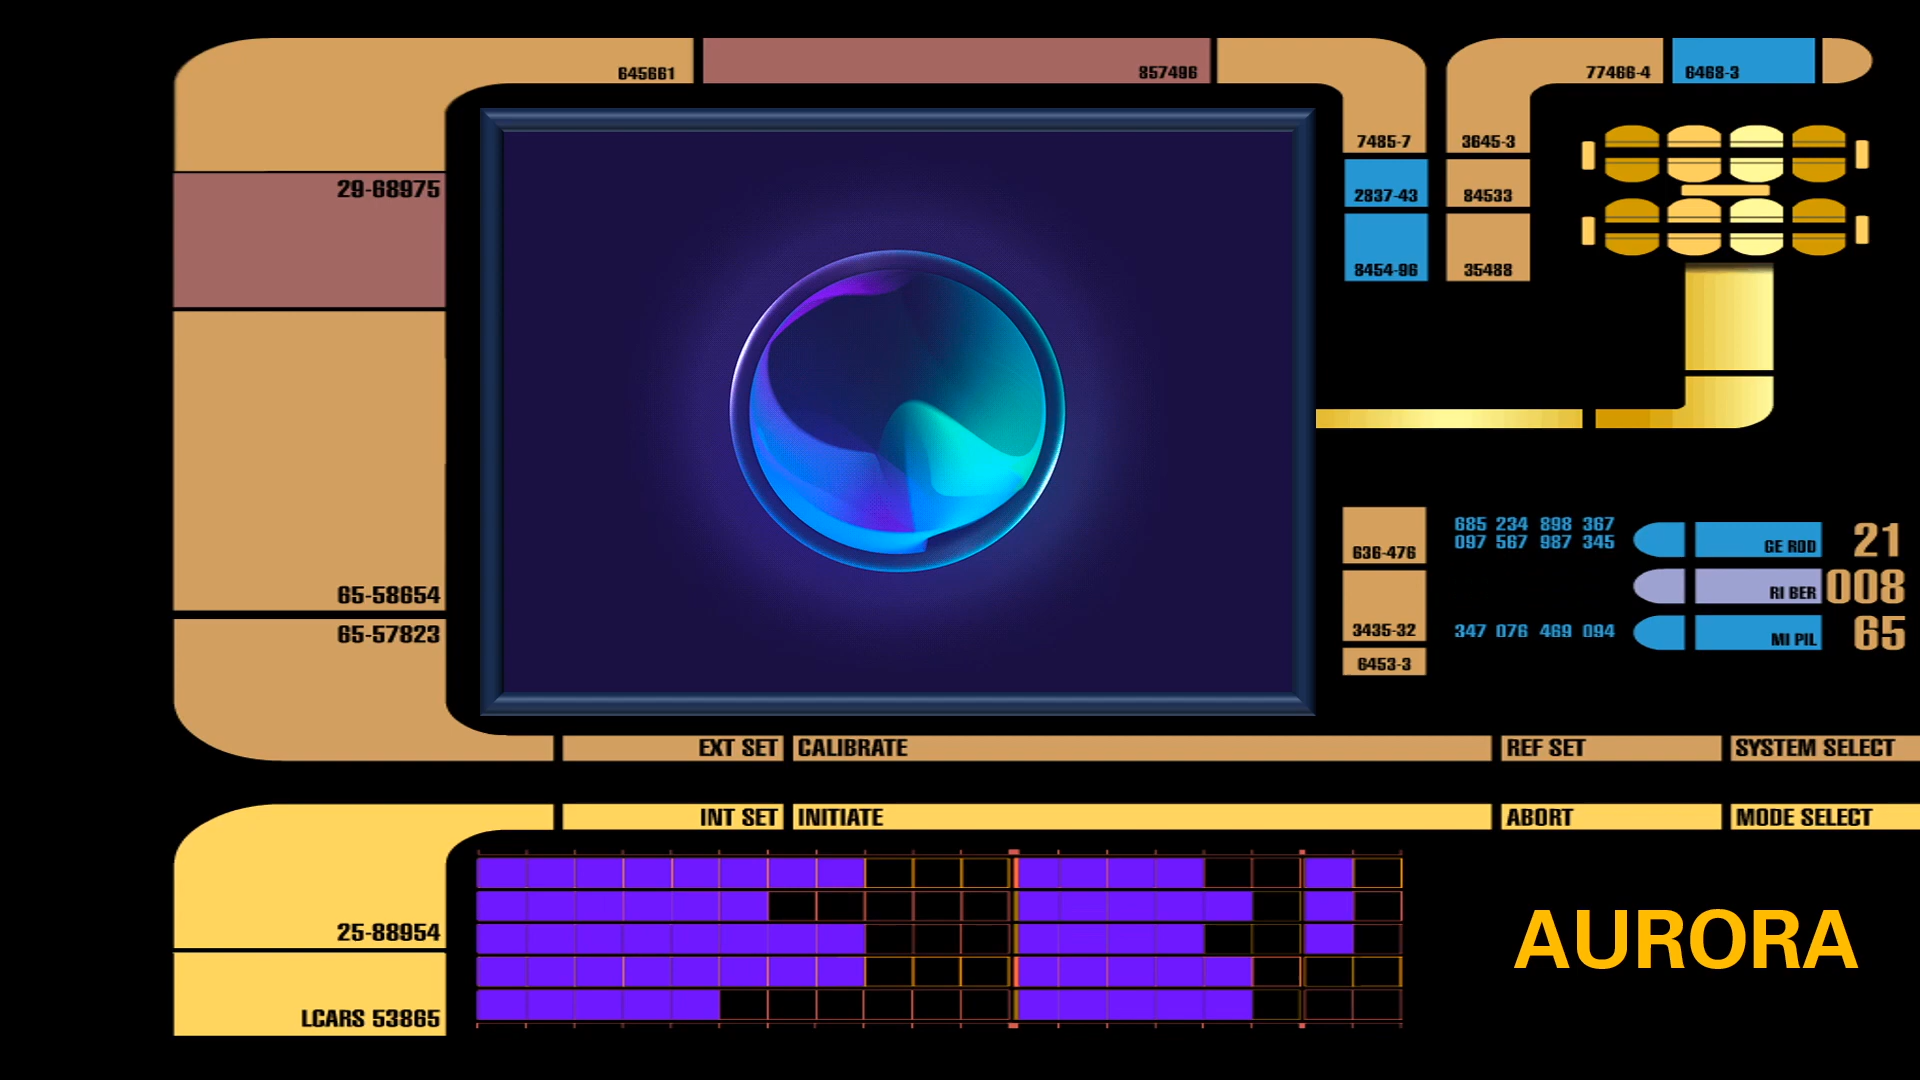 645661
857496
77466-4
6468-3
7485-7
3645-3
29-68975
2837-43
84533
8454-96
35488
685 234 898 367
097 567 987 345
636-476
GE ROD
21
RI BER
008
65-58654
65-57823
3435-32
347 076 469 094
MI PIL
65
6453-3
EXT SET
CALIBRATE
REF SET
SYSTEM SELECT
INT SET
INITIATE
ABORT
MODE SELECT
25-88954
AURORA
LCARS 53865